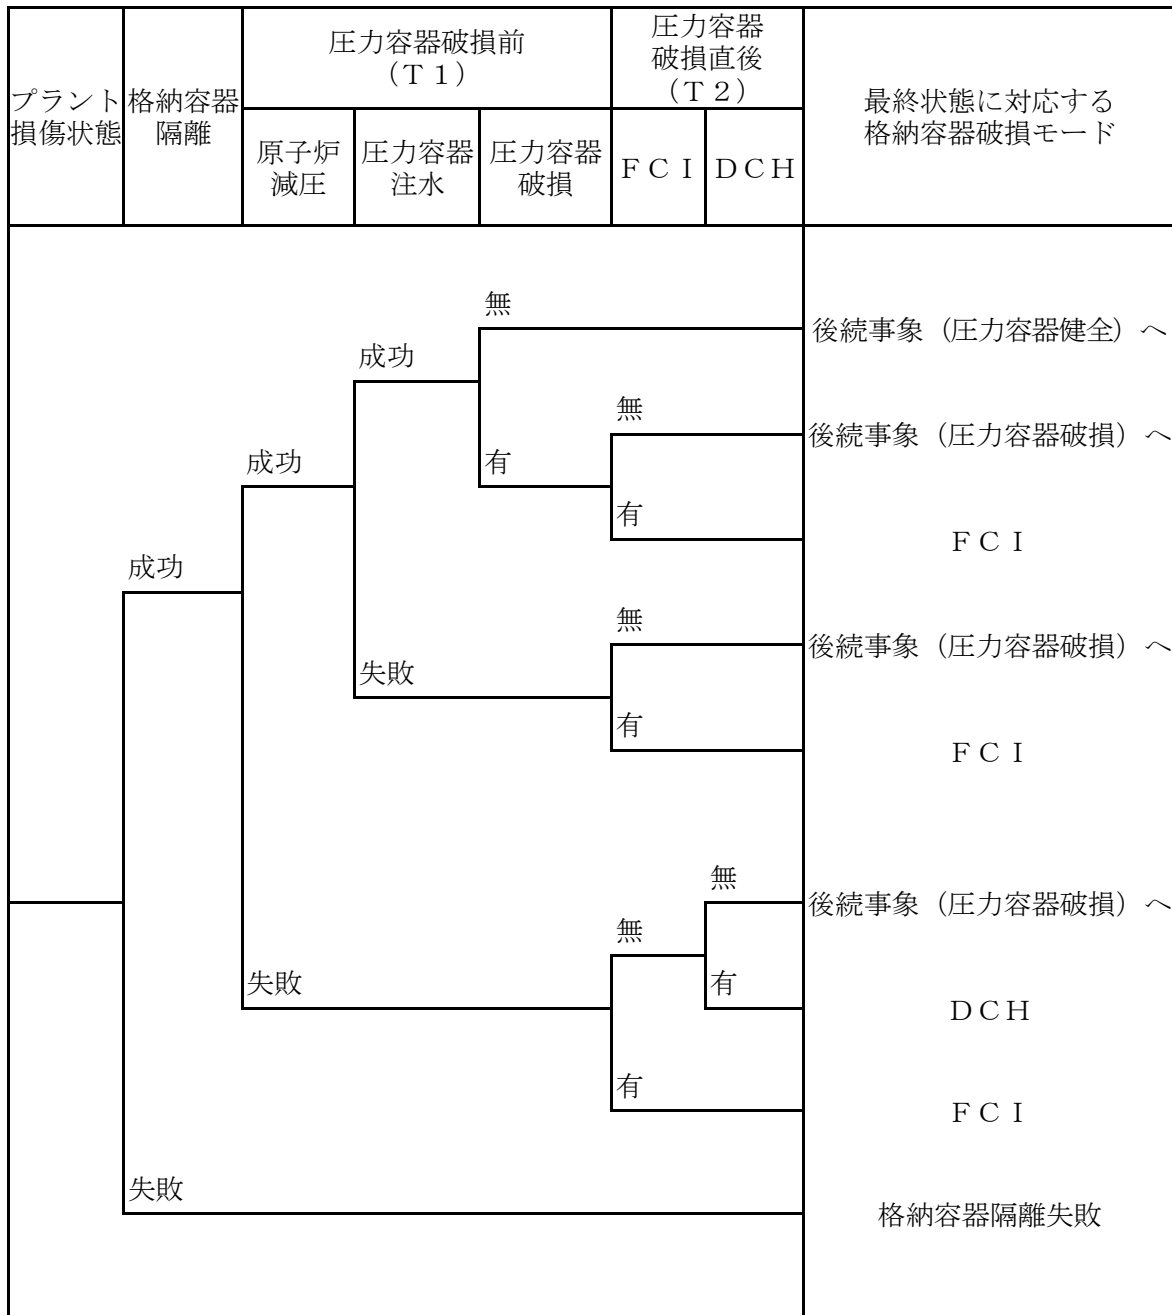 プラント
損傷状態
格納容器
隔離
圧力容器破損前
(T1)
原子炉
減圧
圧力容器
注水
圧力容器
破損
圧力容器
破損直後
(T2)
FCI
DCH
最終状態に対応する
格納容器破損モード
無
後続事象(圧力容器健全)へ
成功
無
後続事象(圧力容器破損)へ
成功
有
有
FCI
成功
無
後続事象(圧力容器破損)へ
失敗
有
FCI
無
後続事象(圧力容器破損)へ
無
失敗
有
DCH
有
FCI
失敗
格納容器隔離失敗